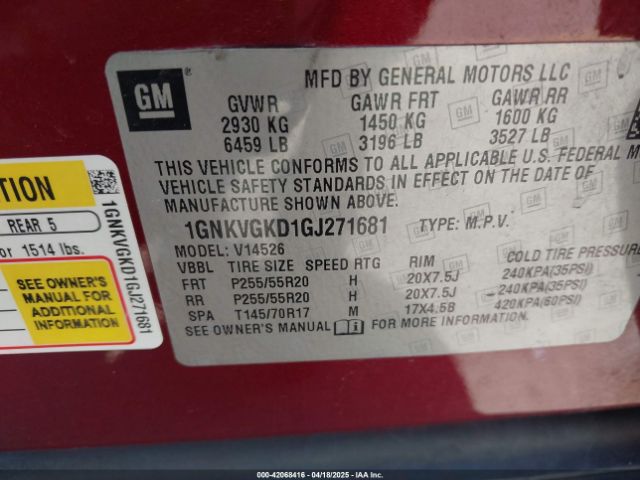 GM
®
MFD BY GENERAL MOTORS LLC
GVWR GAWR FRT GAWR RR
2930 KG 1450 KG 1600 KG
6459 LB 3196 LB 3527 LB
THIS VEHICLE CONFORMS TO ALL APPLICABLE U.S. FEDERAL M
VEHICLE SAFETY STANDARDS IN EFFECT ON THE DATE OF
MANUFACTURE SHOWN ABOVE.
1GNKVGKD1GJ271681 TYPE: M.P.V.
MODEL: V14526
VBBL TIRE SIZE SPEED RTG RIM COLD TIRE PRESSURE
FRT P255/55R20 H 20X7.5J 240KPA(35PSI)
RR P255/55R20 H 20X7.5J 240KPA(35PSI)
SPA T145/70R17 M 17X4.5B 420KPA(60PSI)
SEE OWNER'S MANUAL FOR MORE INFORMATION.
TION
REAR 5
or 1514 lbs.
SEE OWNER'S
MANUAL FOR
ADDITIONAL
INFORMATION
1GNKVGKD1GJ271681
000-42068416 - 04/18/2025 - IAA, Inc.